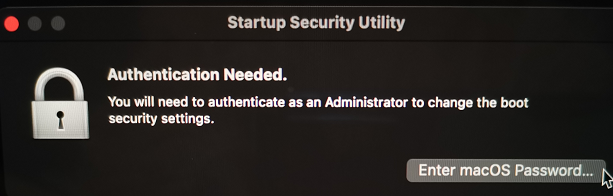 Startup Security Utility
Authentication Needed.
You will need to authenticate as an Administrator to change the boot
security settings.
Enter macOS Password...